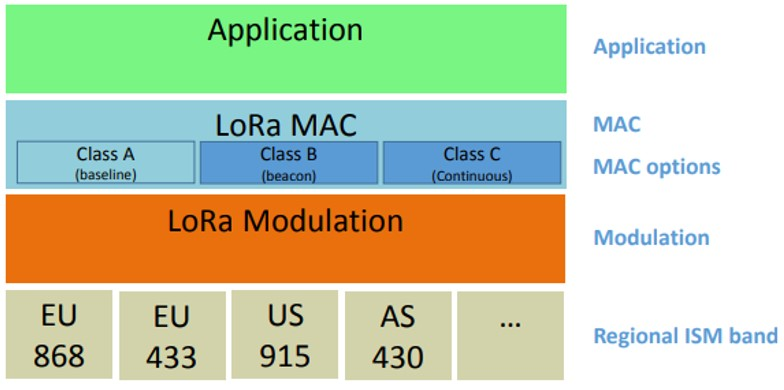 Application
Application
LoRa MAC
MAC
Class A
(baseline)
Class B
(beacon)
Class C
(Continuous)
MAC options
LoRa Modulation
Modulation
EU
868
EU
433
US
915
AS
430
...
Regional ISM band